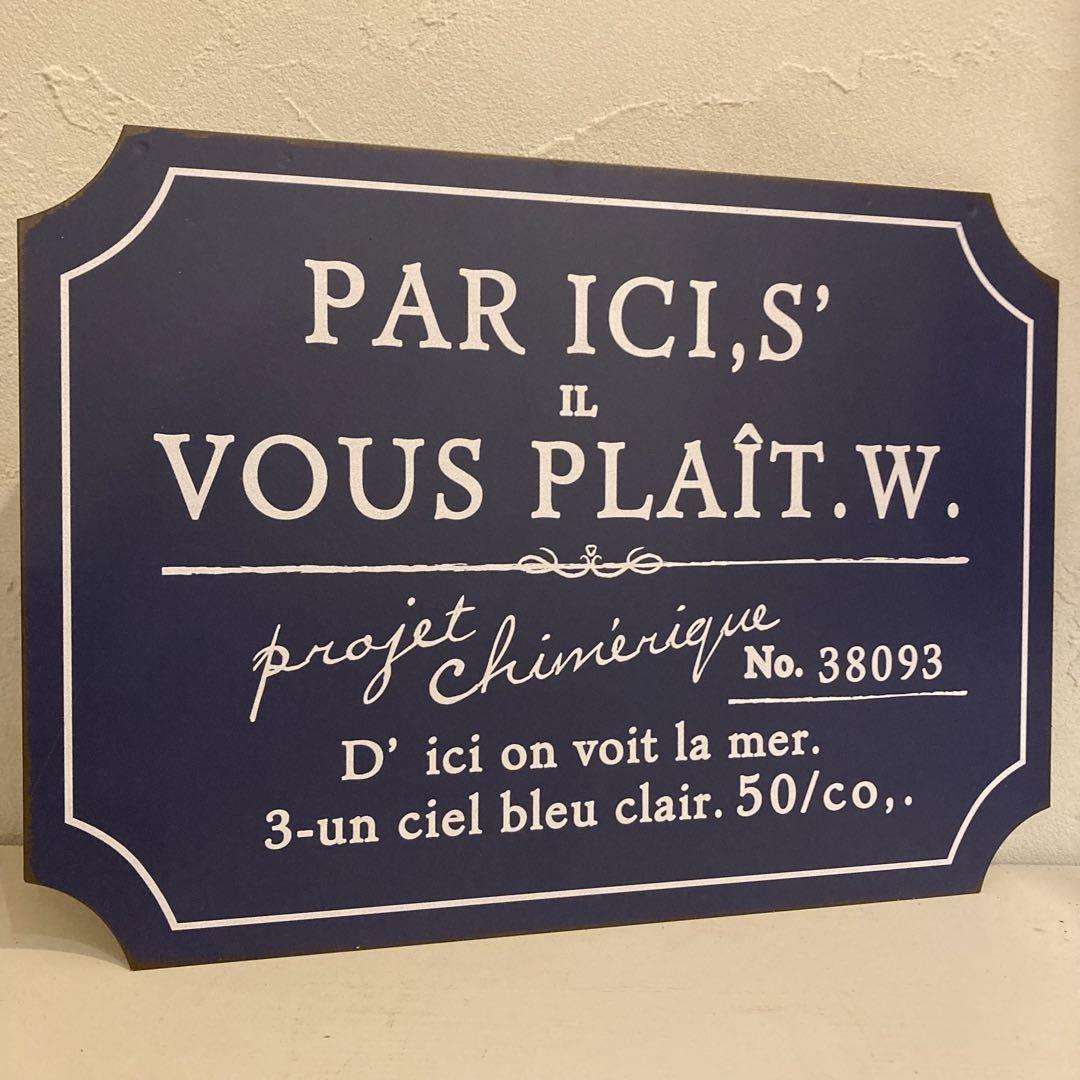 PAR ICI,S'
IL
VOUS PLAÎT.W.
projet chimérique
No. 38093
D' ici on voit la mer.
3-un ciel bleu clair. 50/co,.